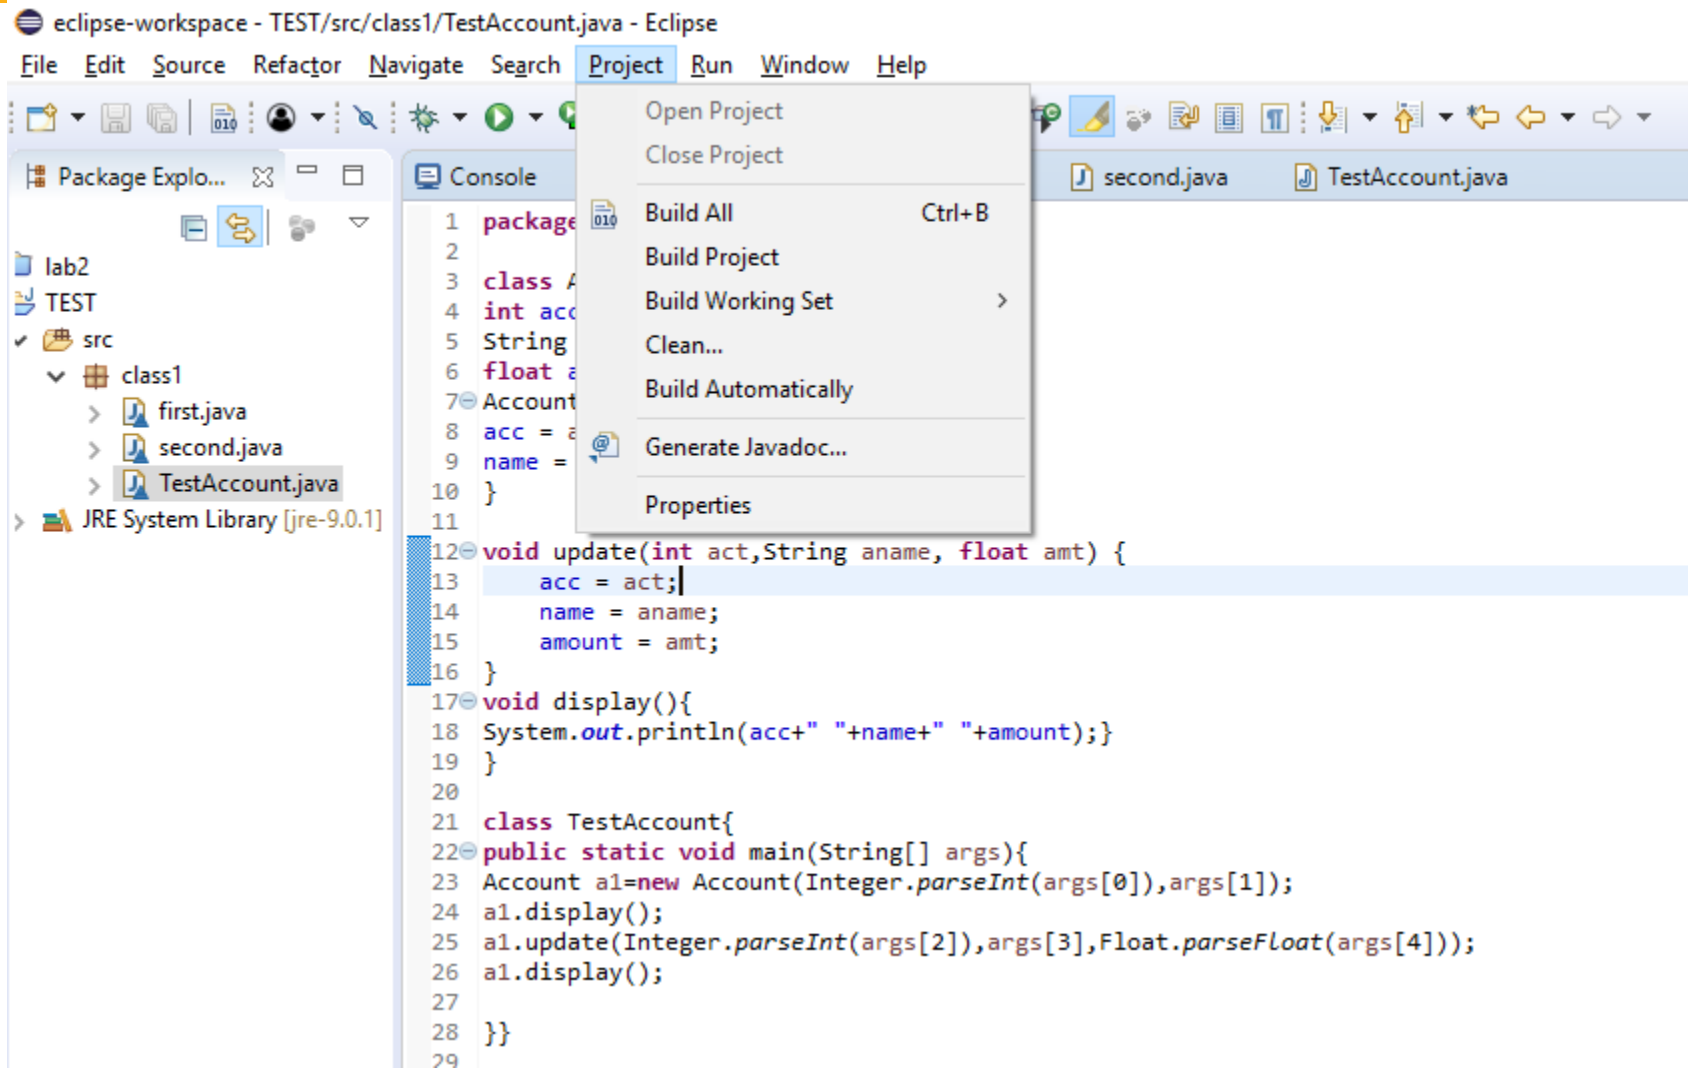 eclipse-workspace - TEST/src/class1/TestAccount.java - Eclipse
File Edit Source Refactor Navigate Search Project Run Window Help
Open Project
Close Project
Build All Ctrl+B
Build Project
Build Working Set
Clean...
Build Automatically
Generate Javadoc...
Properties
Package Explo...
lab2
TEST
src
class1
first.java
second.java
TestAccount.java
JRE System Library [jre-9.0.1]
Console second.java TestAccount.java
1 package
2
3 class A
4 int acc
5 String
6 float a
7 Account
8 acc = a
9 name =
10 }
11
12 void update(int act,String aname, float amt) {
13 acc = act;
14 name = aname;
15 amount = amt;
16 }
17 void display(){
18 System.out.println(acc+" "+name+" "+amount);}
19 }
20
21 class TestAccount{
22 public static void main(String[] args){
23 Account a1=new Account(Integer.parseInt(args[0]),args[1]);
24 a1.display();
25 a1.update(Integer.parseInt(args[2]),args[3],Float.parseFloat(args[4]));
26 a1.display();
27
28 }}
29